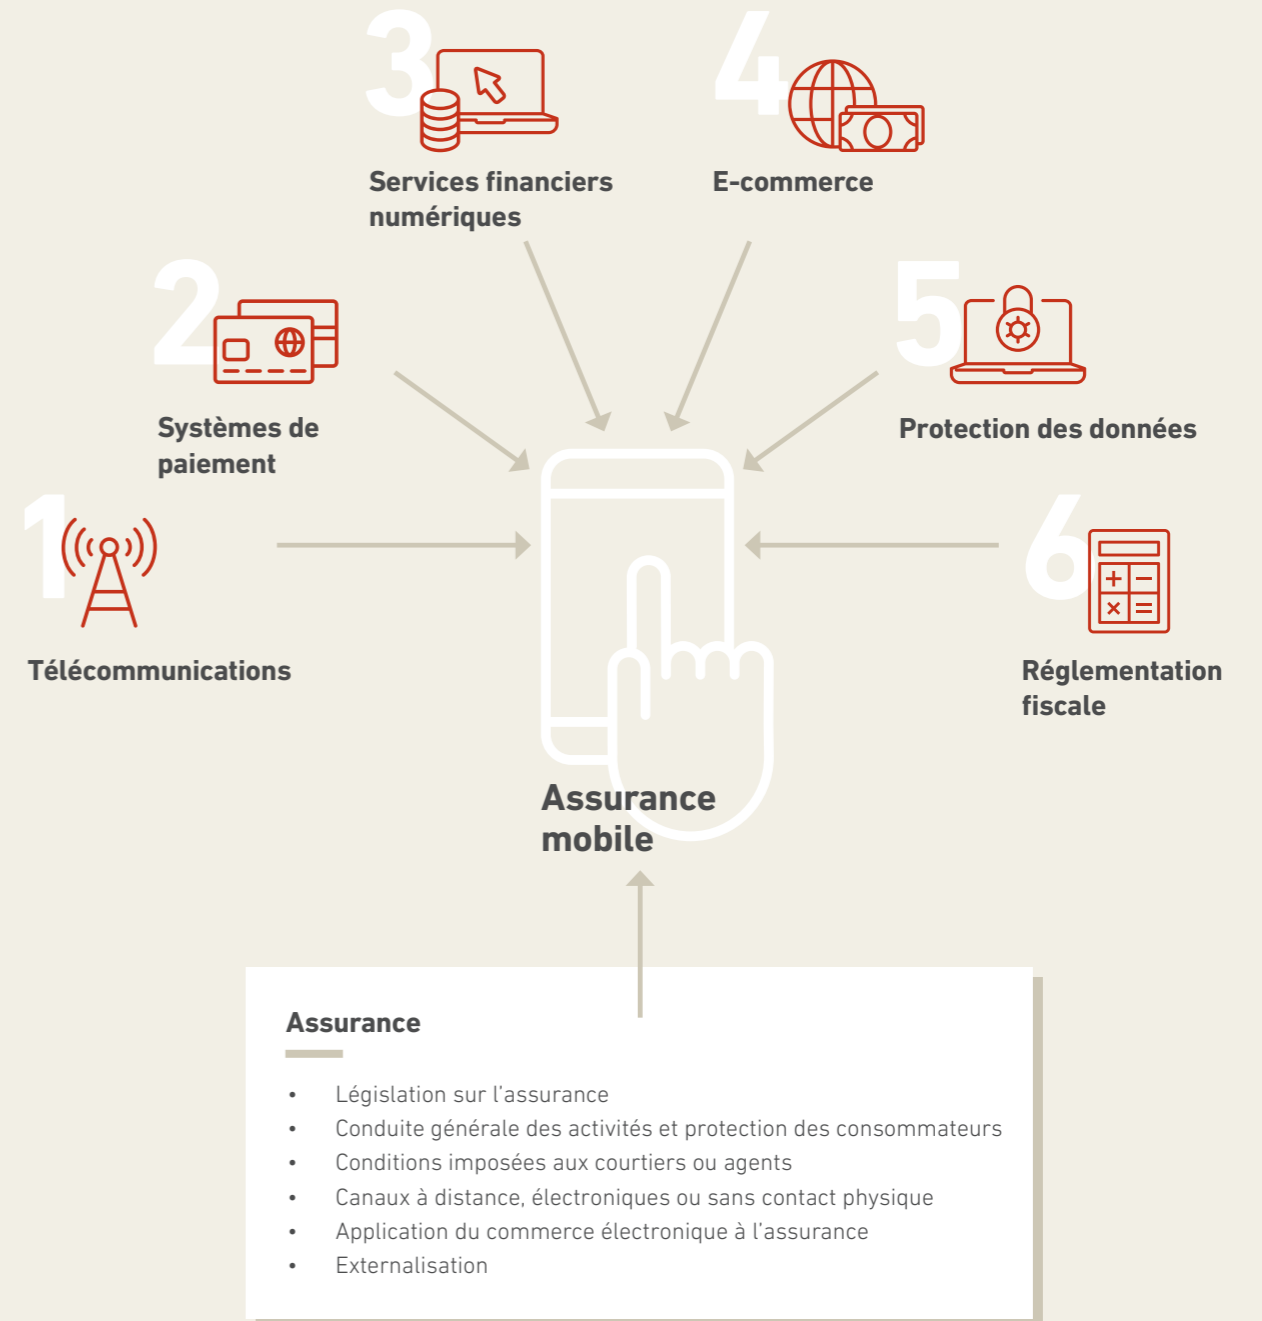 3
Services financiers
numériques
4
E-commerce
2
Systèmes de
paiement
5
Protection des données
1
Télécommunications
6
Réglementation
fiscale
Assurance
mobile
Assurance
• Législation sur l'assurance
• Conduite générale des activités et protection des consommateurs
• Conditions imposées aux courtiers ou agents
• Canaux à distance, électroniques ou sans contact physique
• Application du commerce électronique à l'assurance
• Externalisation